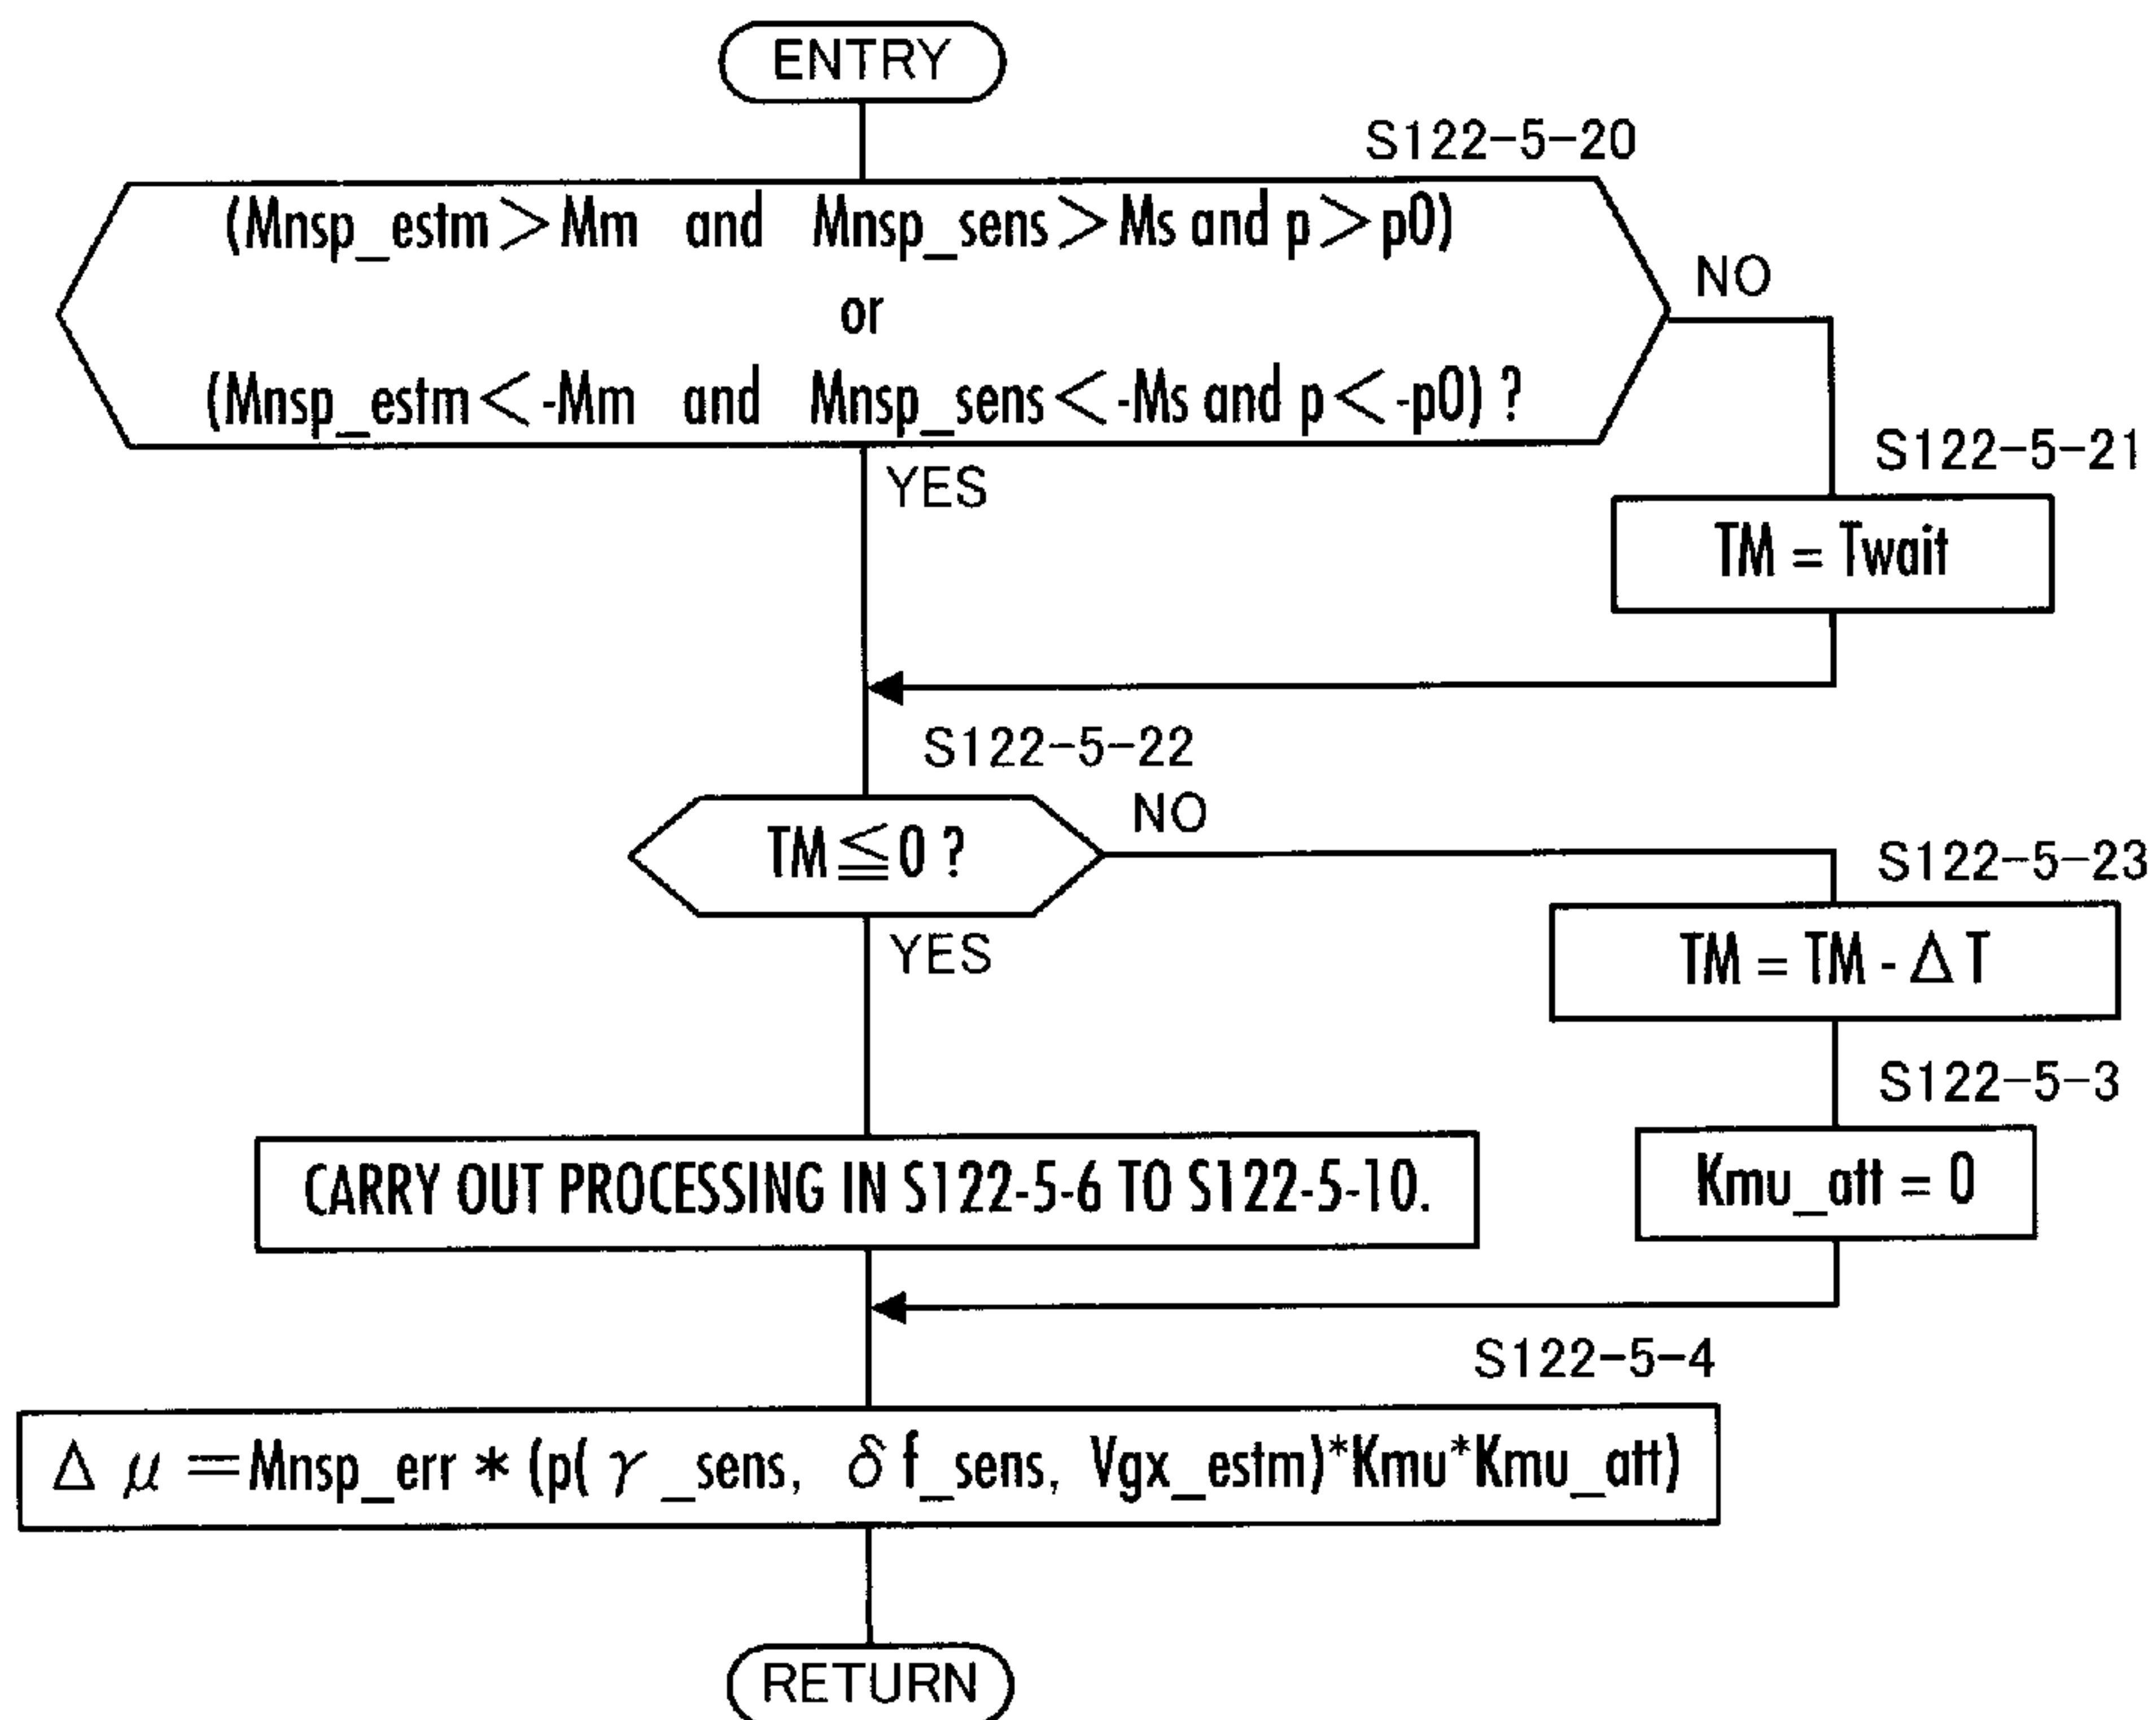 ENTRY
S122-5-20
(Mnsp_estm＞Mm and Mnsp_sens＞Ms and p＞p0)
or
(Mnsp_estm＜-Mm and Mnsp_sens＜-Ms and p＜-p0) ?
NO
YES
S122-5-21
TM = Twait
S122-5-22
TM≦0 ?
NO
YES
S122-5-23
TM = TM - Δ T
S122-5-3
Kmu_att = 0
CARRY OUT PROCESSING IN S122-5-6 TO S122-5-10.
S122-5-4
Δ μ =Mnsp_err * (p( γ _sens, δ f_sens, Vgx_estm)*Kmu*Kmu_att)
RETURN